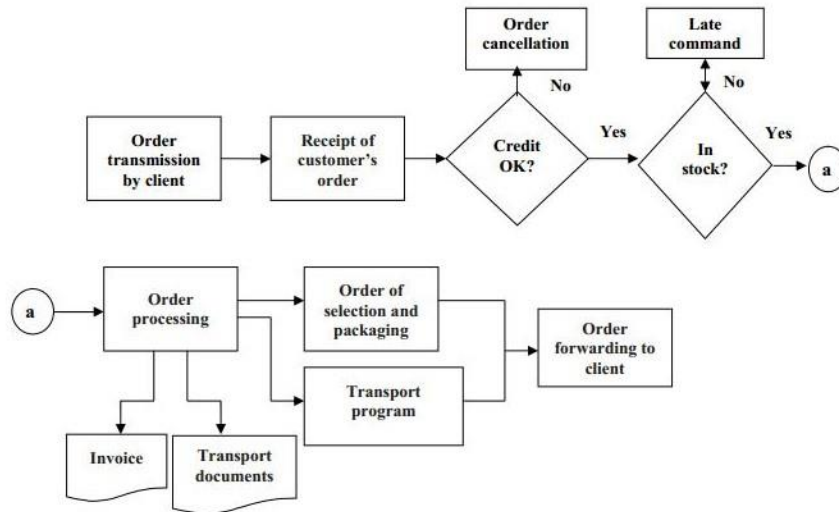 Order
cancellation
Late
command
No
No
Order
transmission
by client
Receipt of
customer's
order
Credit
OK?
Yes
In
stock?
Yes
a
a
Order
processing
Order of
selection and
packaging
Order
forwarding to
client
Transport
program
Invoice
Transport
documents